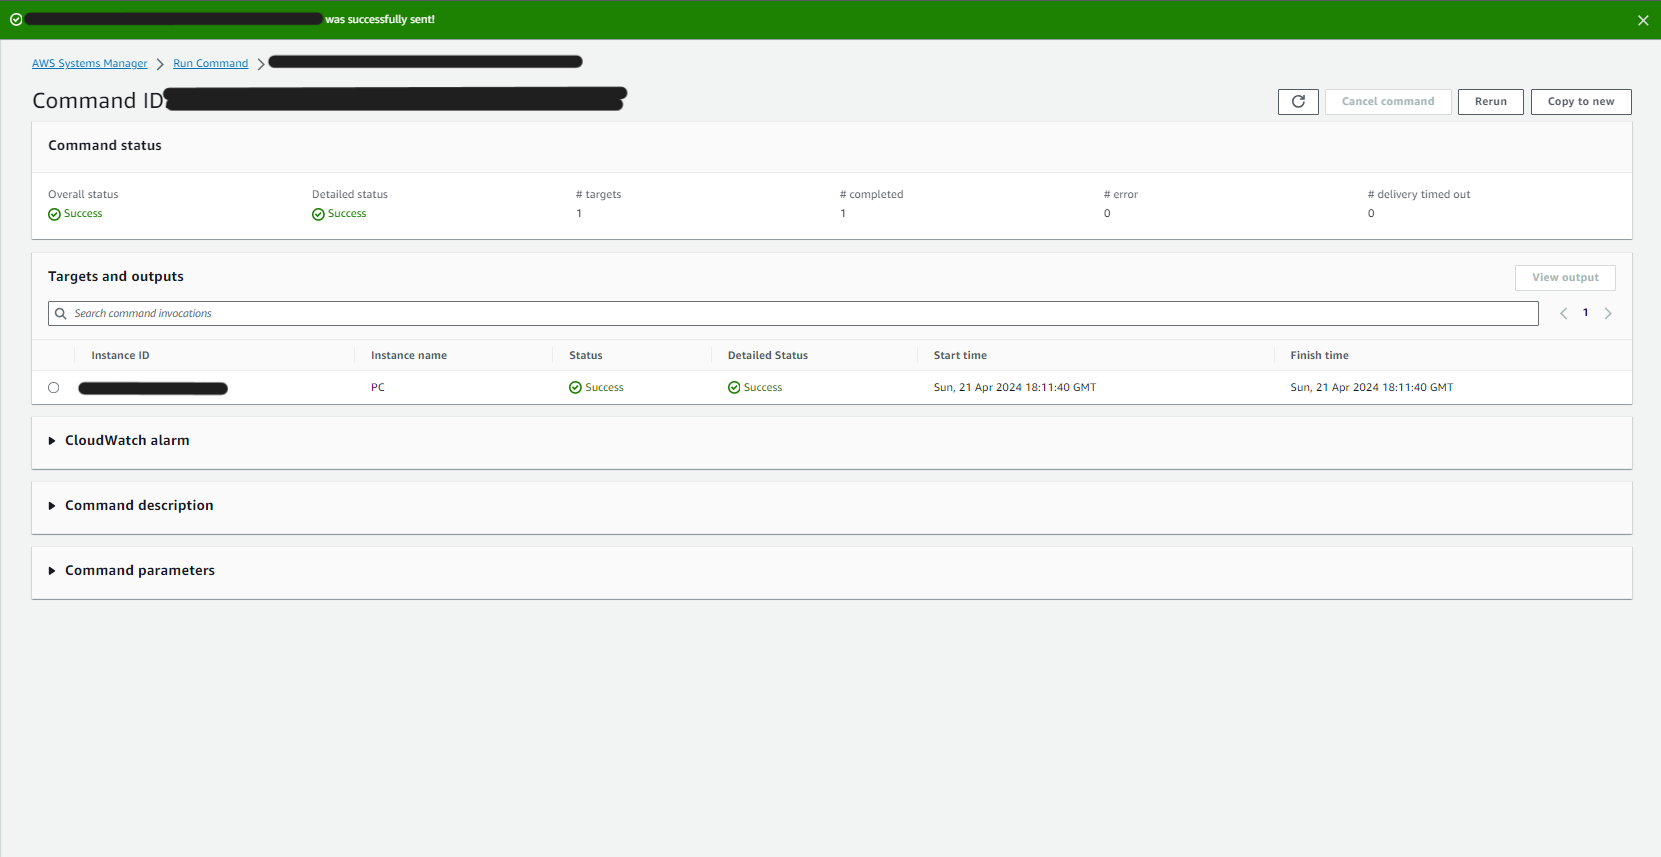 was successfully sent!
AWS Systems Manager Run Command
Command ID
Cancel command Rerun Copy to new
Command status
Overall status Detailed status # targets # completed # error # delivery timed out
Success Success 1 1 0 0
Targets and outputs
View output
Search command invocations
1
Instance ID Instance name Status Detailed Status Start time Finish time
PC Success Success Sun, 21 Apr 2024 18:11:40 GMT Sun, 21 Apr 2024 18:11:40 GMT
CloudWatch alarm
Command description
Command parameters